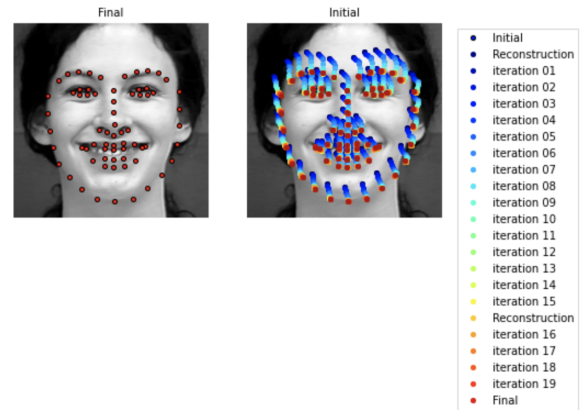 Final
Initial
Initial
Reconstruction
iteration 01
iteration 02
iteration 03
iteration 04
iteration 05
iteration 06
iteration 07
iteration 08
iteration 09
iteration 10
iteration 11
iteration 12
iteration 13
iteration 14
iteration 15
Reconstruction
iteration 16
iteration 17
iteration 18
iteration 19
Final